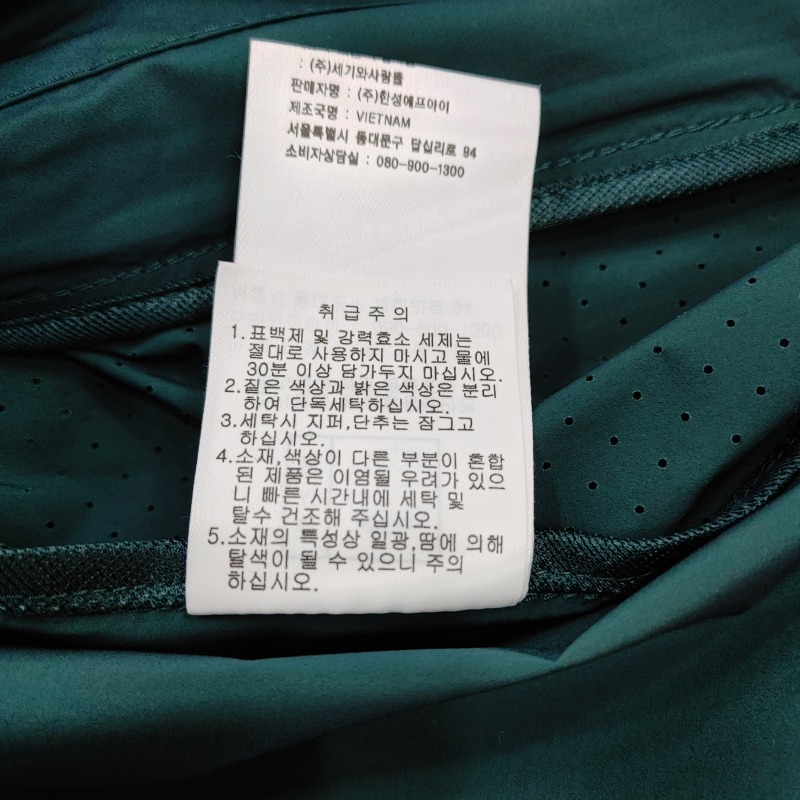 : (주)세기와사람들
판매자명 : (주)한성에프아이
제조국명 : VIETNAM
서울특별시 동대문구 답십리로 94
소비자상담실 : 080-900-1300
취급주의
1.표백제 및 강력효소 세제는
절대로 사용하지 마시고 물에
30분 이상 담가두지 마십시오.
2.짙은 색상과 밝은 색상은 분리
하여 단독세탁하십시오.
3.세탁시 지퍼,단추는 잠그고
하십시오.
4.소재,색상이 다른 부분이 혼합
된 제품은 이염될 우려가 있으
니 빠른 시간내에 세탁 및
탈수 건조해 주십시오.
5.소재의 특성상 일광,땀에 의해
탈색이 될 수 있으니 주의
하십시오.